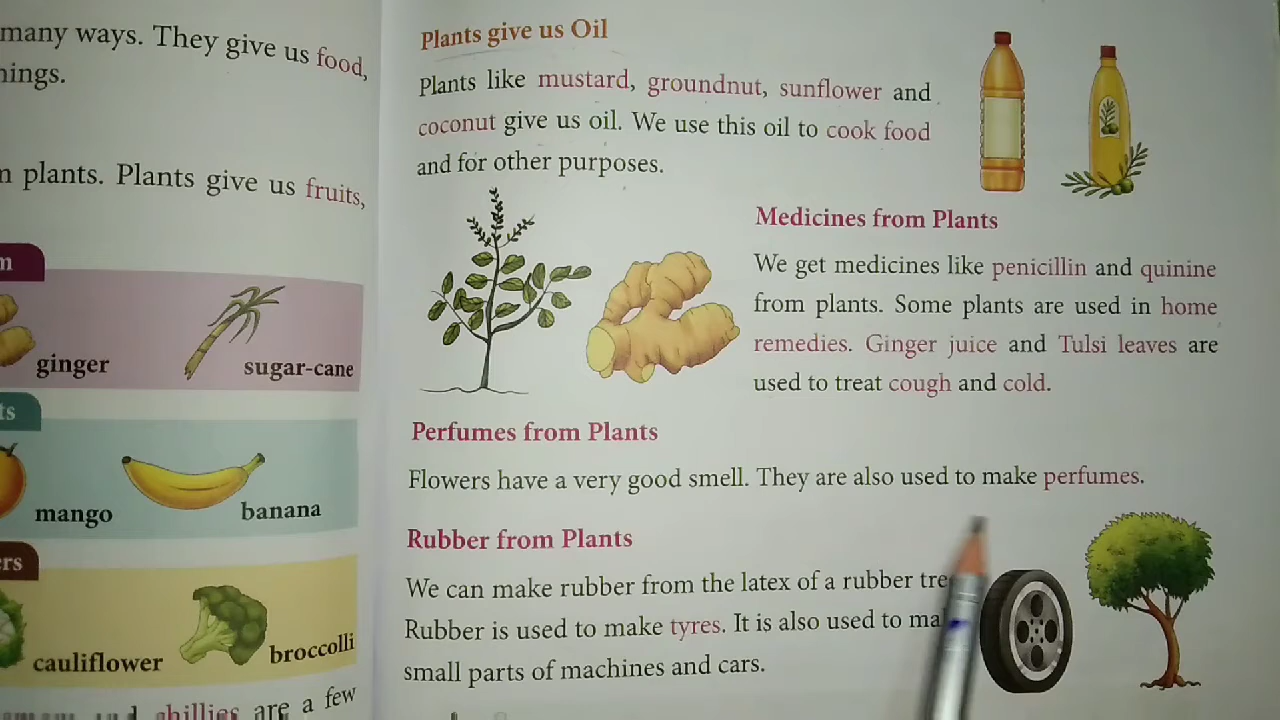 many ways. They give us food,
things.
plants. Plants give us fruits,
ginger
sugar-cane
mango
banana
cauliflower
broccoli
and chillies are a few
Plants give us Oil
Plants like mustard, groundnut, sunflower and
coconut give us oil. We use this oil to cook food
and for other purposes.
Medicines from Plants
We get medicines like penicillin and quinine
from plants. Some plants are used in home
remedies. Ginger juice and Tulsi leaves are
used to treat cough and cold.
Perfumes from Plants
Flowers have a very good smell. They are also used to make perfumes.
Rubber from Plants
We can make rubber from the latex of a rubber tre
Rubber is used to make tyres. It is also used to ma
small parts of machines and cars.